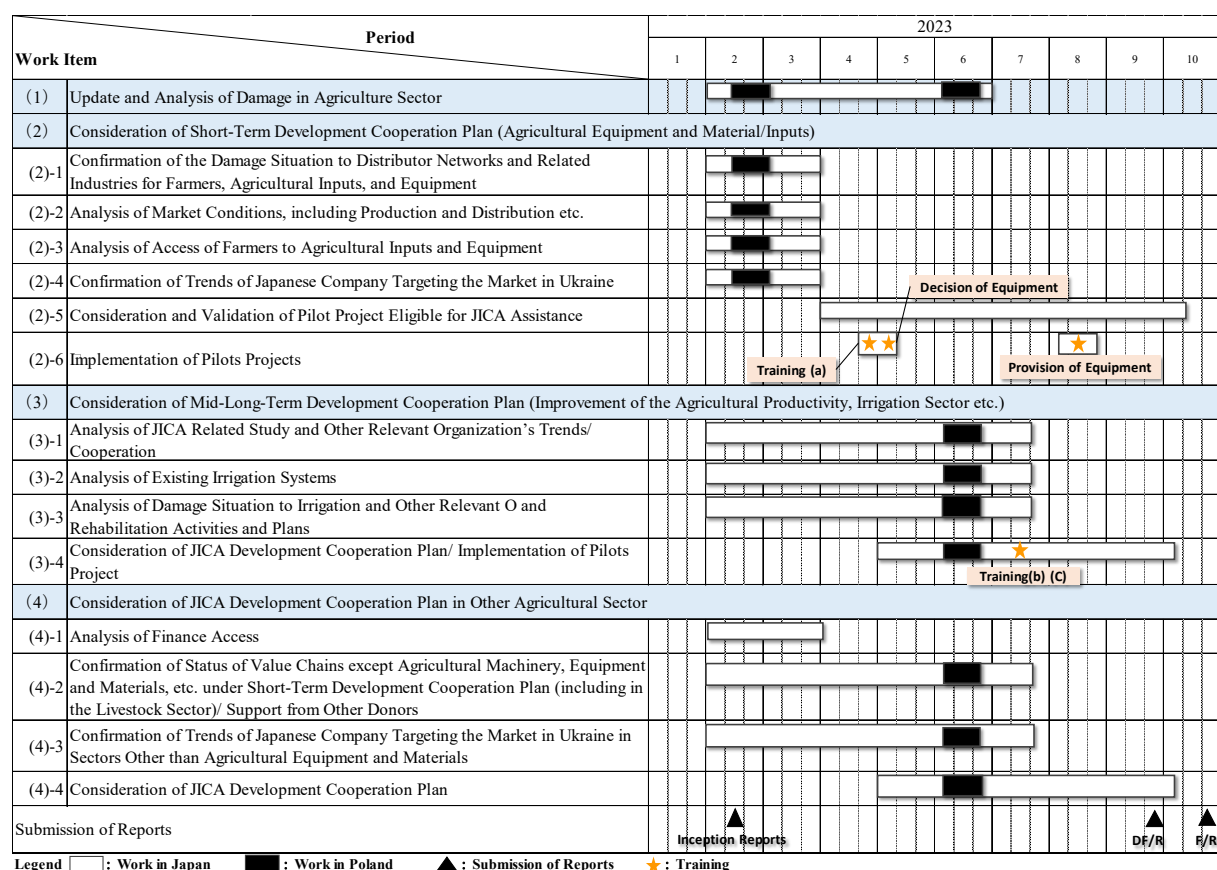 Period
2023
Work Item
1 2 3 4 5 6 7 8 9 10
(1) Update and Analysis of Damage in Agriculture Sector
(2) Consideration of Short-Term Development Cooperation Plan (Agricultural Equipment and Material/Inputs)
(2)-1 Confirmation of the Damage Situation to Distributor Networks and Related
Industries for Farmers, Agricultural Inputs, and Equipment
(2)-2 Analysis of Market Conditions, including Production and Distribution etc.
(2)-3 Analysis of Access of Farmers to Agricultural Inputs and Equipment
(2)-4 Confirmation of Trends of Japanese Company Targeting the Market in Ukraine
Decision of Equipment
(2)-5 Consideration and Validation of Pilot Project Eligible for JICA Assistance
(2)-6 Implementation of Pilots Projects
Training (a)
Provision of Equipment
(3) Consideration of Mid-Long-Term Development Cooperation Plan (Improvement of the Agricultural Productivity, Irrigation Sector etc.)
(3)-1 Analysis of JICA Related Study and Other Relevant Organization's Trends/
Cooperation
(3)-2 Analysis of Existing Irrigation Systems
(3)-3 Analysis of Damage Situation to Irrigation and Other Relevant O and
Rehabilitation Activities and Plans
(3)-4 Consideration of JICA Development Cooperation Plan/ Implementation of Pilots
Project
Training(b) (C)
(4) Consideration of JICA Development Cooperation Plan in Other Agricultural Sector
(4)-1 Analysis of Finance Access
(4)-2 Confirmation of Status of Value Chains except Agricultural Machinery, Equipment
and Materials, etc. under Short-Term Development Cooperation Plan (including in
the Livestock Sector)/ Support from Other Donors
(4)-3 Confirmation of Trends of Japanese Company Targeting the Market in Ukraine in
Sectors Other than Agricultural Equipment and Materials
(4)-4 Consideration of JICA Development Cooperation Plan
Submission of Reports
Inception Reports
DF/R
F/R
Legend : Work in Japan : Work in Poland : Submission of Reports : Training